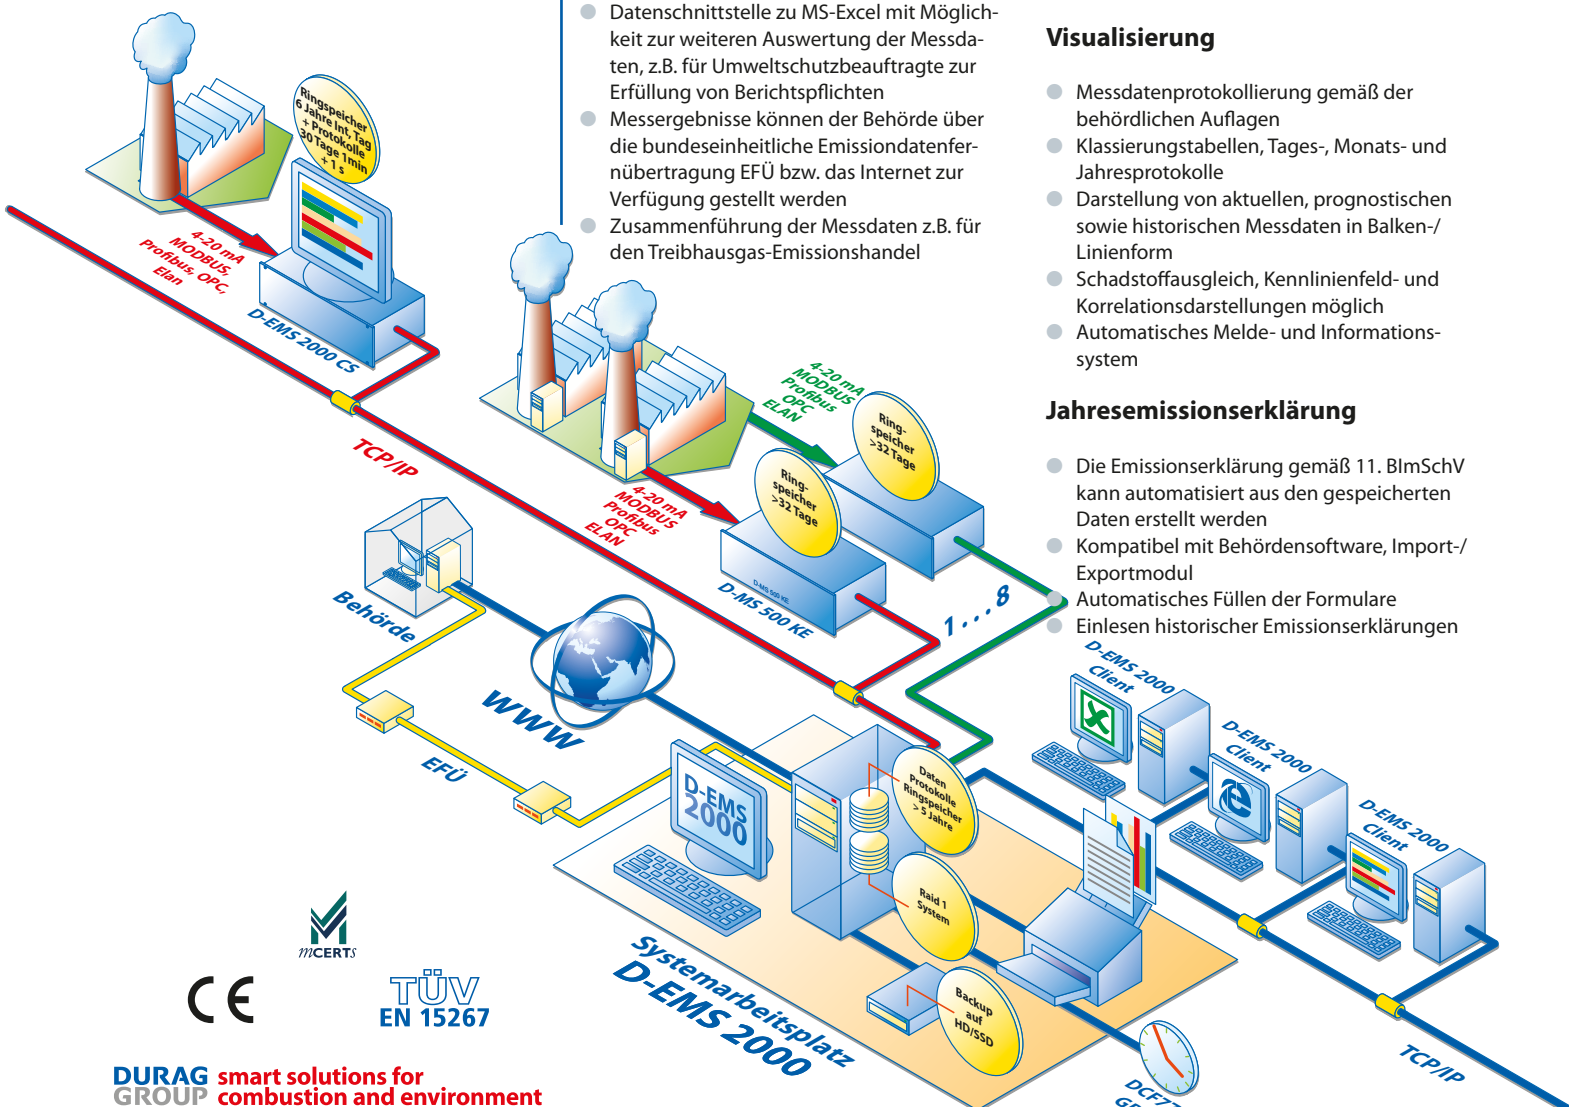 Datenschnittstelle zu MS-Excel mit Möglich-
keit zur weiteren Auswertung der Messda-
ten, z.B. für Umweltschutzbeauftragte zur
Erfüllung von Berichtspflichten
Messergebnisse können der Behörde über
die bundeseinheitliche Emissiondatenfer-
nübertragung EFÜ bzw. das Internet zur
Verfügung gestellt werden
Zusammenführung der Messdaten z.B. für
den Treibhausgas-Emissionshandel
Visualisierung
Messdatenprotokollierung gemäß der
behördlichen Auflagen
Klassierungstabellen, Tages-, Monats- und
Jahresprotokolle
Darstellung von aktuellen, prognostischen
sowie historischen Messdaten in Balken-/
Linienform
Schadstoffausgleich, Kennlinienfeld- und
Korrelationsdarstellungen möglich
Automatisches Melde- und Informations-
system
Jahresemissionserklärung
Die Emissionserklärung gemäß 11. BImSchV
kann automatisiert aus den gespeicherten
Daten erstellt werden
Kompatibel mit Behördensoftware, Import-/
Exportmodul
Automatisches Füllen der Formulare
Einlesen historischer Emissionserklärungen
Ringspeicher
6 Jahre Int, Tag
+ Protokolle
30 Tage 1min
+ 1 s
4-20 mA
MODBUS,
Profibus, OPC,
Elan
D-EMS 2000 CS
TCP/IP
4-20 mA
MODBUS
Profibus
OPC
ELAN
Ring-
speicher
>32 Tage
4-20 mA
MODBUS
Profibus
OPC
ELAN
Ring-
speicher
>32 Tage
D-MS 500 KE
D-MS 500 KE
1 . . . 8
Behörde
WWW
EFÜ
D-EMS
2000
Daten
Protokolle
Ringspeicher
> 5 Jahre
Raid 1
System
Backup
auf
HD/SSD
Systemarbeitsplatz
D-EMS 2000
D-EMS 2000
Client
D-EMS 2000
Client
D-EMS 2000
Client
TCP/IP
DCF77
mCERTs
CE
TÜV
EN 15267
DURAG
GROUP
smart solutions for
combustion and environment